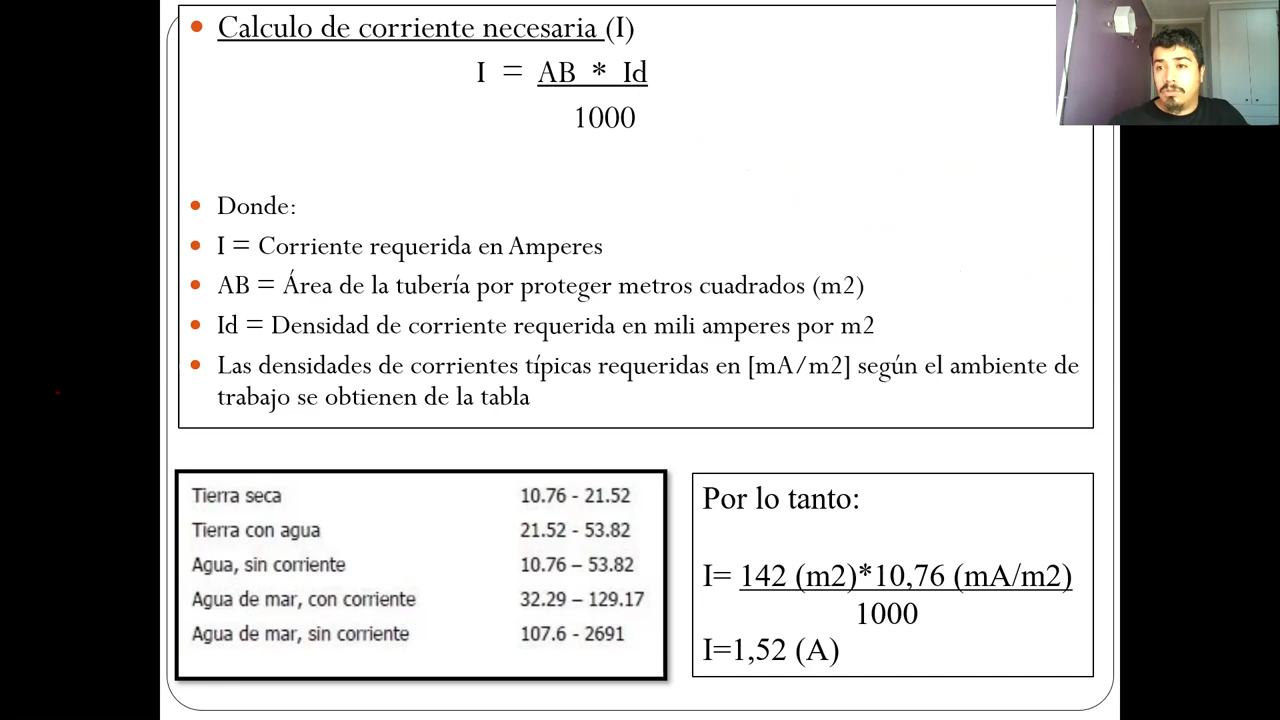 Calculo de corriente necesaria (I)
I = AB * Id
1000
Donde:
I = Corriente requerida en Amperes
AB = Área de la tubería por proteger metros cuadrados (m2)
Id = Densidad de corriente requerida en mili amperes por m2
Las densidades de corrientes típicas requeridas en [mA/m2] según el ambiente de
trabajo se obtienen de la tabla
Tierra seca 10.76 - 21.52
Tierra con agua 21.52 - 53.82
Agua, sin corriente 10.76 – 53.82
Agua de mar, con corriente 32.29 – 129.17
Agua de mar, sin corriente 107.6 - 2691
Por lo tanto:
I= 142 (m2)*10,76 (mA/m2)
1000
I=1,52 (A)